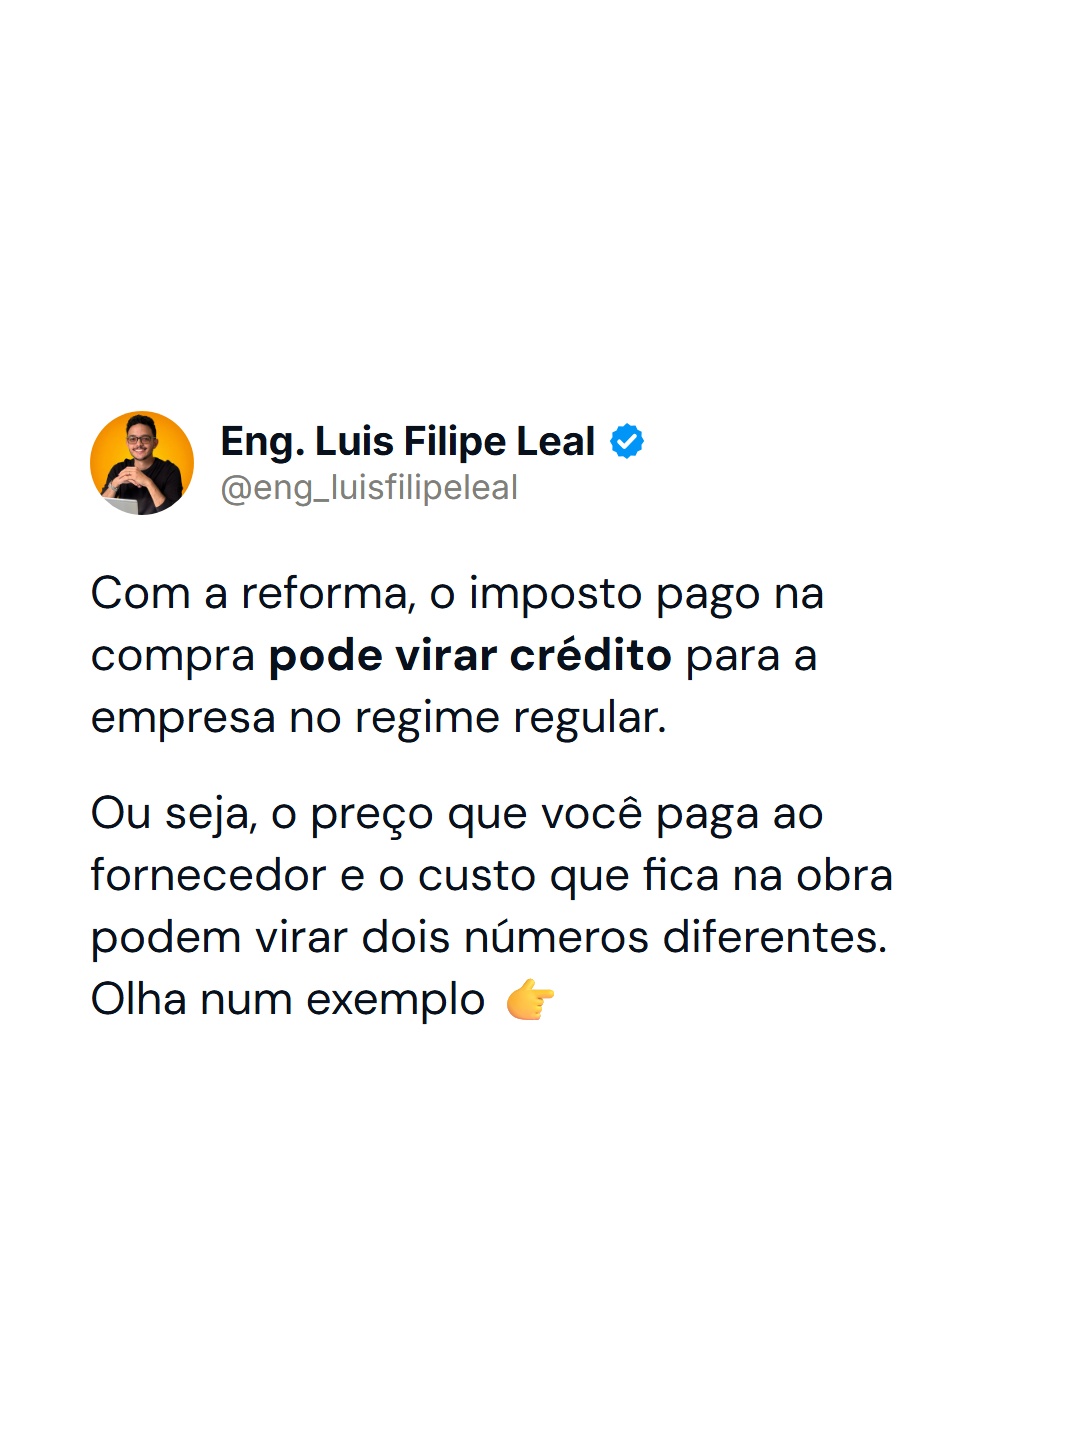 Eng. Luis Filipe Leal
@eng_luisfilipeleal
Com a reforma, o imposto pago na
compra pode virar crédito para a
empresa no regime regular.
Ou seja, o preço que você paga ao
fornecedor e o custo que fica na obra
podem virar dois números diferentes.
Olha num exemplo 👉